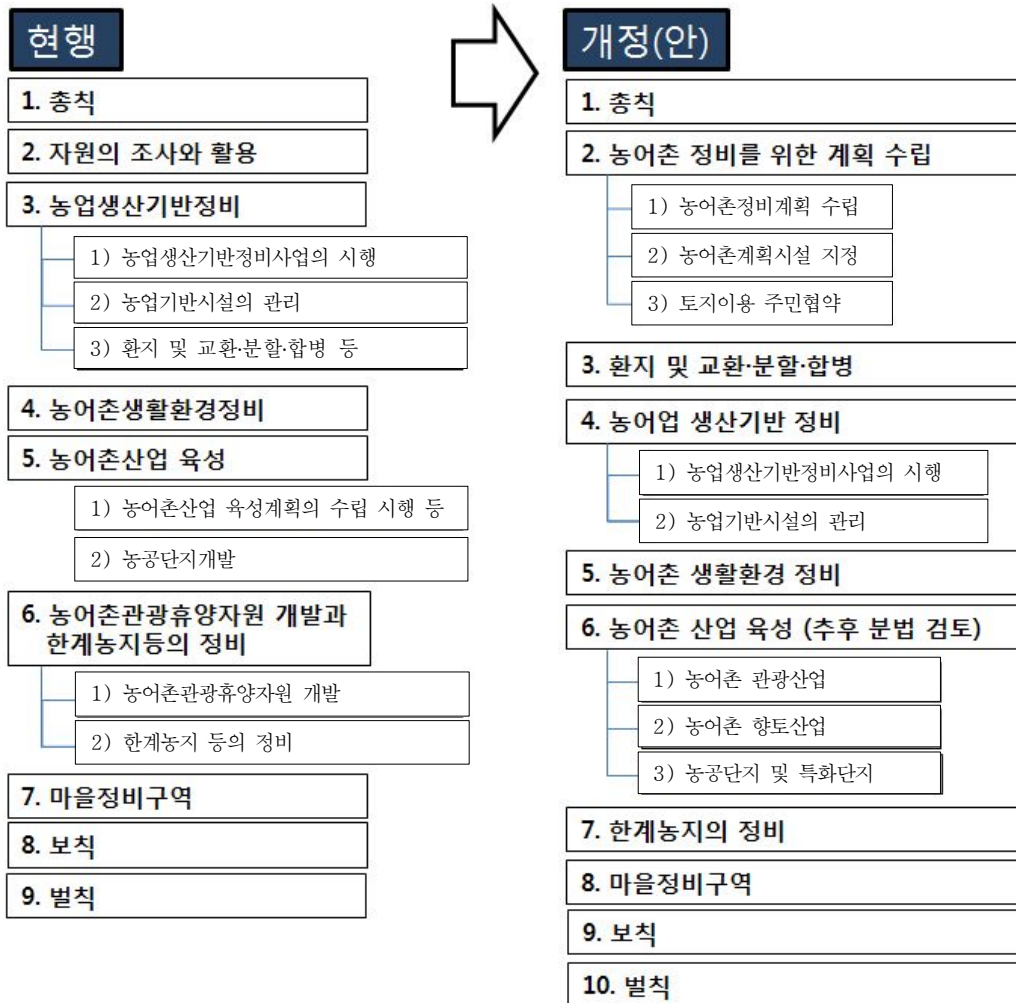 현행
1. 총칙
2. 자원의 조사와 활용
3. 농업생산기반정비
1) 농업생산기반정비사업의 시행
2) 농업기반시설의 관리
3) 환지 및 교환·분할·합병 등
4. 농어촌생활환경정비
5. 농어촌산업 육성
1) 농어촌산업 육성계획의 수립 시행 등
2) 농공단지개발
6. 농어촌관광휴양자원 개발과
한계농지등의 정비
1) 농어촌관광휴양자원 개발
2) 한계농지 등의 정비
7. 마을정비구역
8. 보칙
9. 벌칙
개정(안)
1. 총칙
2. 농어촌 정비를 위한 계획 수립
1) 농어촌정비계획 수립
2) 농어촌계획시설 지정
3) 토지이용 주민협약
3. 환지 및 교환·분할·합병
4. 농어업 생산기반 정비
1) 농업생산기반정비사업의 시행
2) 농업기반시설의 관리
5. 농어촌 생활환경 정비
6. 농어촌 산업 육성 (추후 분법 검토)
1) 농어촌 관광산업
2) 농어촌 향토산업
3) 농공단지 및 특화단지
7. 한계농지의 정비
8. 마을정비구역
9. 보칙
10. 벌칙